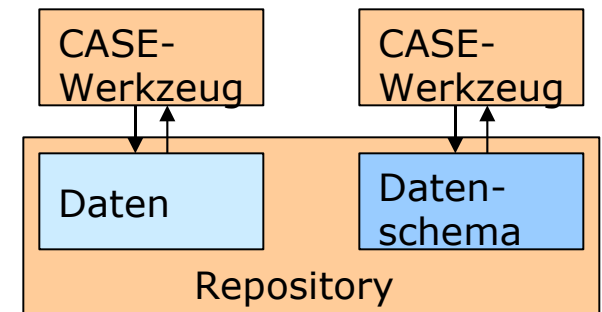 CASE-
Werkzeug
CASE-
Werkzeug
Daten
Daten-
schema
Repository